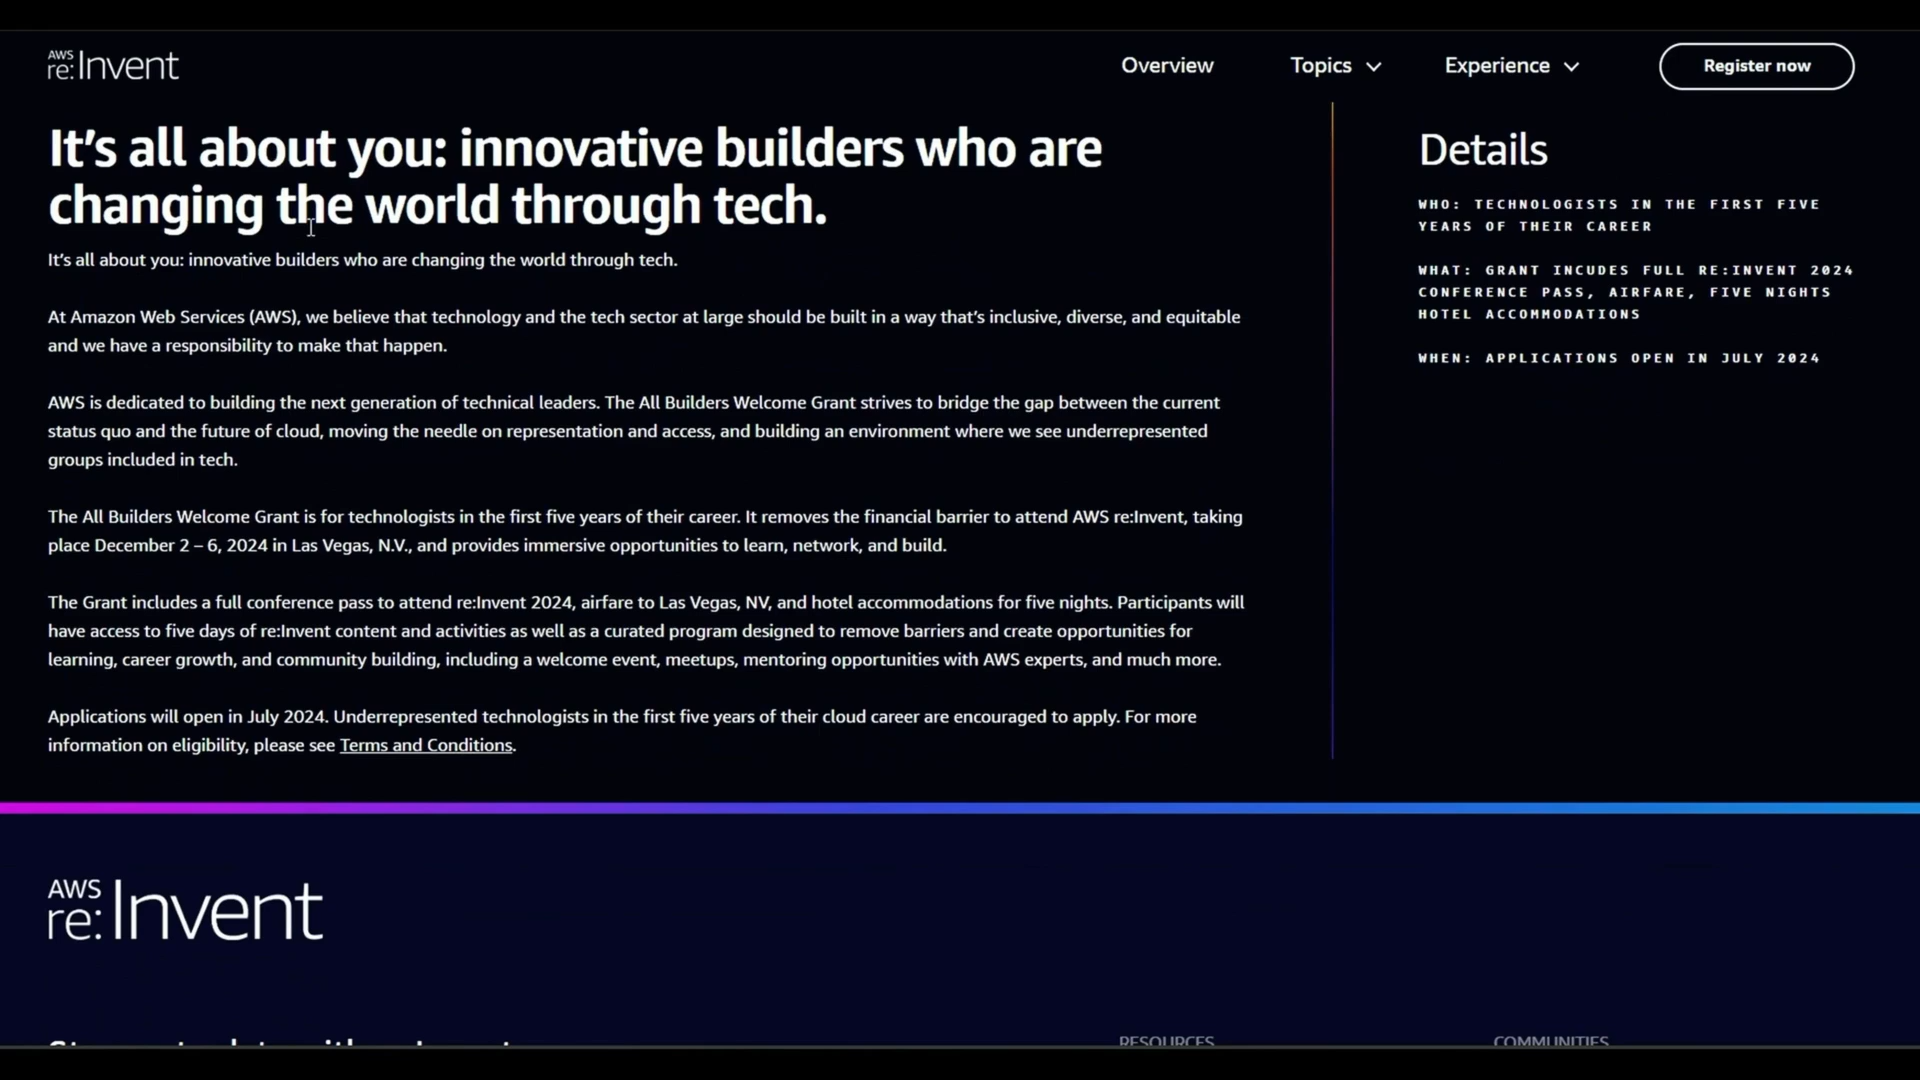 AWS re:Invent
Overview
Topics
Experience
Register now
It's all about you: innovative builders who are
changing the world through tech.
It's all about you: innovative builders who are changing the world through tech.
At Amazon Web Services (AWS), we believe that technology and the tech sector at large should be built in a way that's inclusive, diverse, and equitable
and we have a responsibility to make that happen.
AWS is dedicated to building the next generation of technical leaders. The All Builders Welcome Grant strives to bridge the gap between the current
status quo and the future of cloud, moving the needle on representation and access, and building an environment where we see underrepresented
groups included in tech.
The All Builders Welcome Grant is for technologists in the first five years of their career. It removes the financial barrier to attend AWS re:Invent, taking
place December 2 – 6, 2024 in Las Vegas, N.V., and provides immersive opportunities to learn, network, and build.
The Grant includes a full conference pass to attend re:Invent 2024, airfare to Las Vegas, NV, and hotel accommodations for five nights. Participants will
have access to five days of re:Invent content and activities as well as a curated program designed to remove barriers and create opportunities for
learning, career growth, and community building, including a welcome event, meetups, mentoring opportunities with AWS experts, and much more.
Applications will open in July 2024. Underrepresented technologists in the first five years of their cloud career are encouraged to apply. For more
information on eligibility, please see Terms and Conditions.
Details
WHO: TECHNOLOGISTS IN THE FIRST FIVE
YEARS OF THEIR CAREER
WHAT: GRANT INCUDES FULL RE:INVENT 2024
CONFERENCE PASS, AIRFARE, FIVE NIGHTS
HOTEL ACCOMMODATIONS
WHEN: APPLICATIONS OPEN IN JULY 2024
AWS re:Invent
RESOURCES
COMMUNITIES